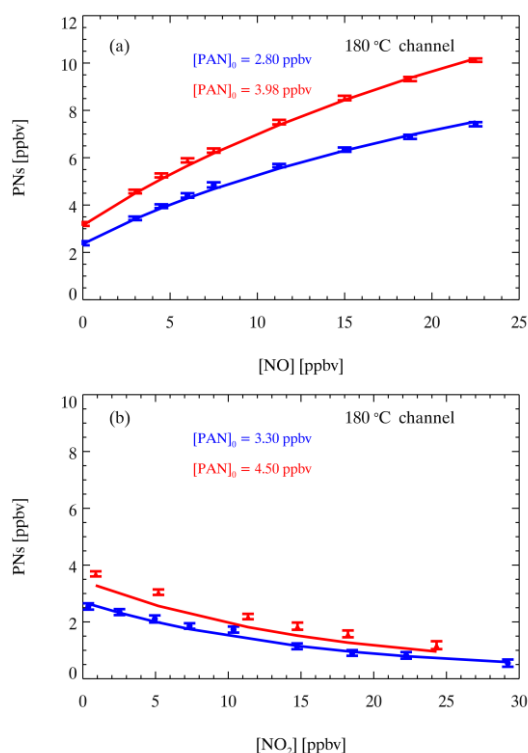 (a)
180 °C channel
[PAN]₀ = 2.80 ppbv
[PAN]₀ = 3.98 ppbv
PNs [ppbv]
12
10
8
6
4
2
0
0 5 10 15 20 25
[NO] [ppbv]
(b)
180 °C channel
[PAN]₀ = 3.30 ppbv
[PAN]₀ = 4.50 ppbv
PNs [ppbv]
10
8
6
4
2
0
0 5 10 15 20 25 30
[NO₂] [ppbv]